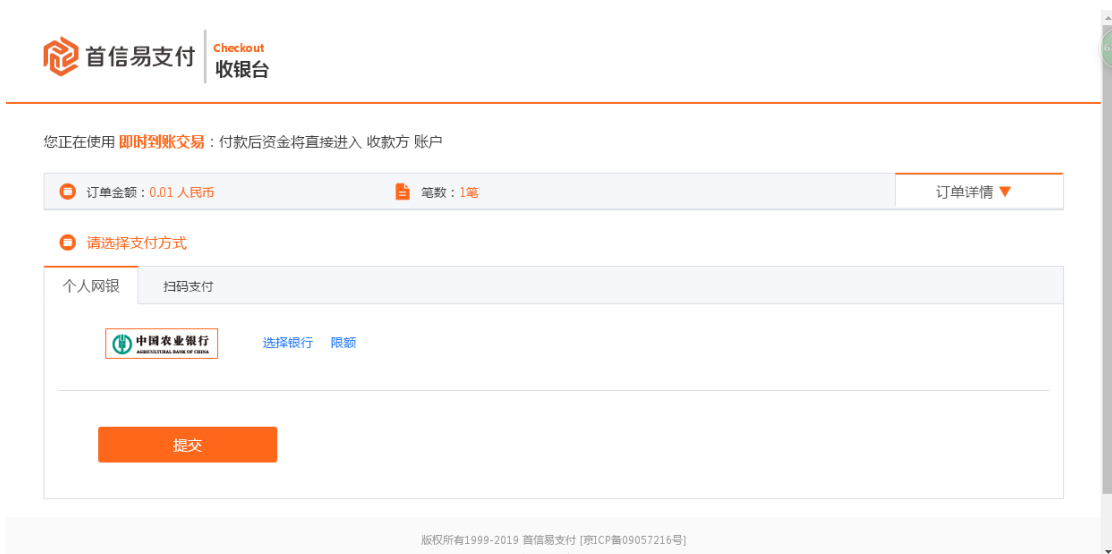 首信易支付
Checkout
收银台
您正在使用 即时到账交易：付款后资金将直接进入 收款方 账户
订单金额：0.01 人民币
笔数：1笔
订单详情 ▼
请选择支付方式
个人网银
扫码支付
中国农业银行
AGRICULTURAL BANK OF CHINA
选择银行
限额
提交
版权所有1999-2019 首信易支付 [京ICP备09057216号]